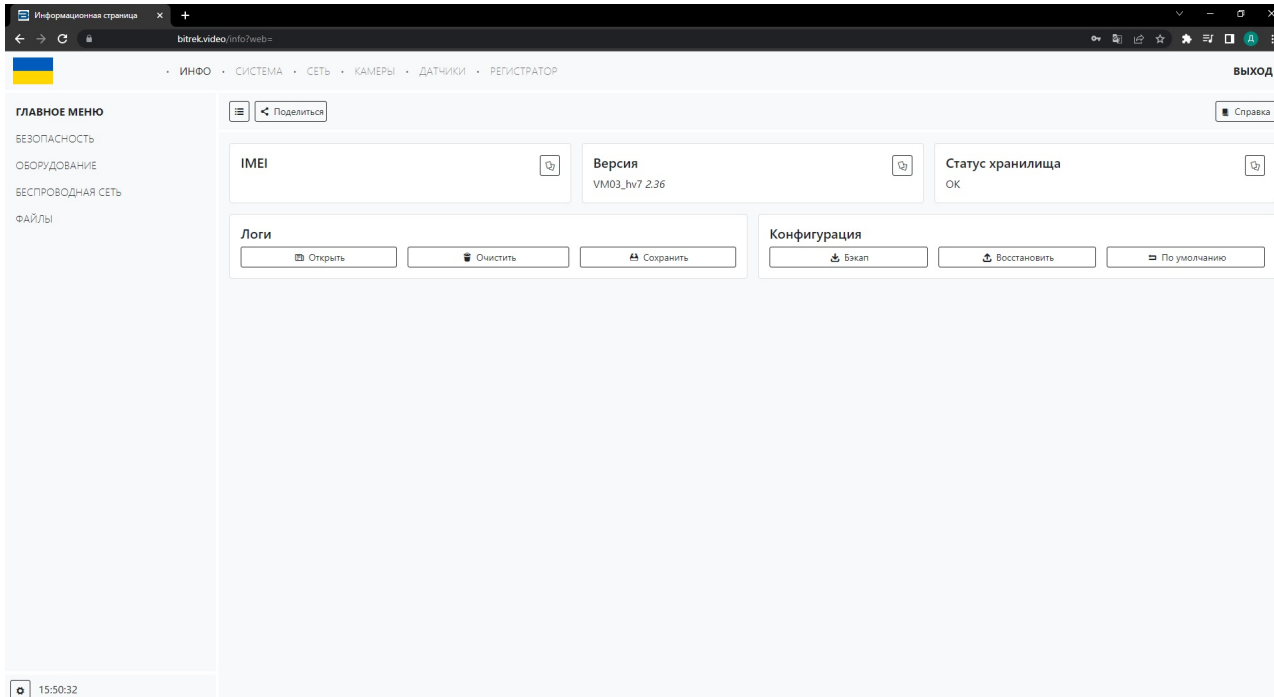 Информационная страница
bitrek.video/info?web=
Д
• ИНФО • СИСТЕМА • СЕТЬ • КАМЕРЫ • ДАТЧИКИ • РЕГИСТРАТОР
ВЫХОД
ГЛАВНОЕ МЕНЮ
БЕЗОПАСНОСТЬ
ОБОРУДОВАНИЕ
БЕСПРОВОДНАЯ СЕТЬ
ФАЙЛЫ
Поделиться
Справка
IMEI
Версия
VM03_hv7 2.36
Статус хранилища
OK
Логи
Открыть
Очистить
Сохранить
Конфигурация
Бэкап
Восстановить
По умолчанию
15:50:32